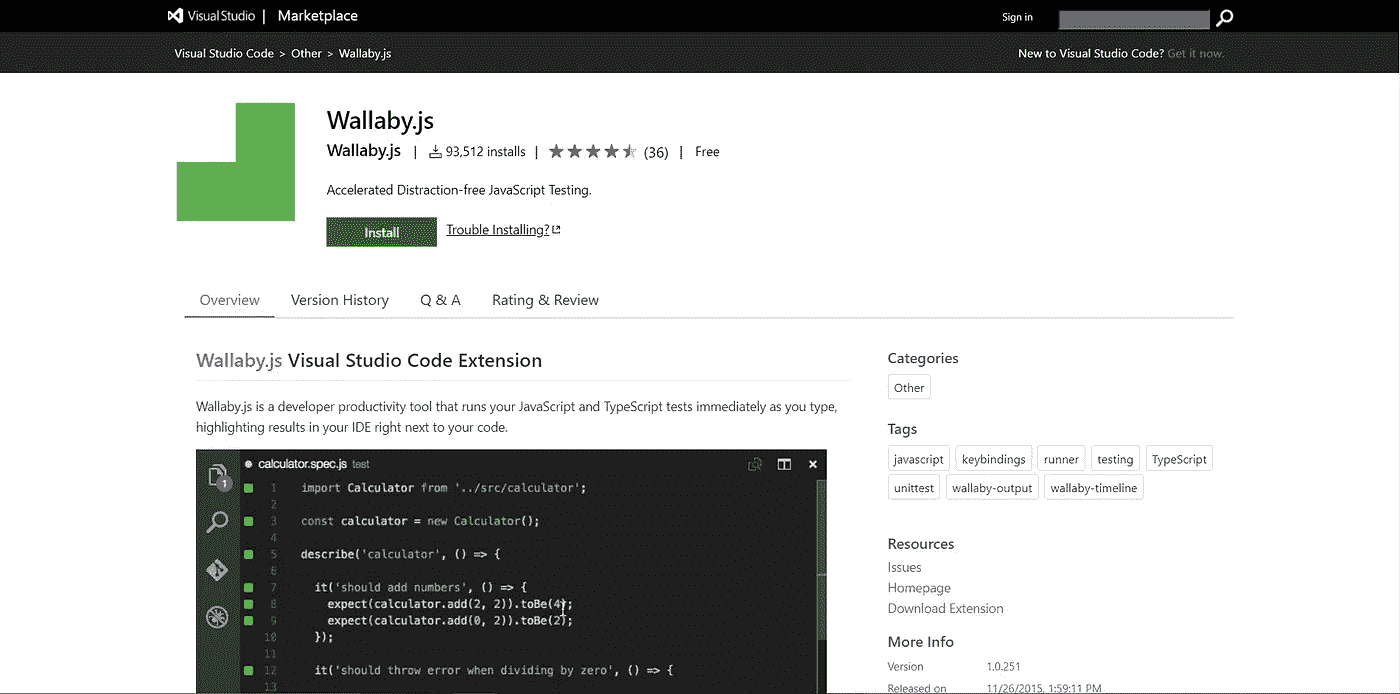 Visual Studio | Marketplace
Sign in
Visual Studio Code > Other > Wallaby.js
New to Visual Studio Code? Get it now.
Wallaby.js
Wallaby.js | 93,512 installs | (36) | Free
Accelerated Distraction-free JavaScript Testing.
Install
Trouble Installing?
Overview
Version History
Q & A
Rating & Review
Wallaby.js Visual Studio Code Extension
Wallaby.js is a developer productivity tool that runs your JavaScript and TypeScript tests immediately as you type,
highlighting results in your IDE right next to your code.
calculator.spec.js test
1
1 import Calculator from '../src/calculator';
2
3 const calculator = new Calculator();
4
5 describe('calculator', () => {
6
7 it('should add numbers', () => {
8 expect(calculator.add(2, 2)).toBe(4);
9 expect(calculator.add(0, 2)).toBe(2);
10 });
11
12 it('should throw error when dividing by zero', () => {
13
Categories
Other
Tags
javascript
keybindings
runner
testing
TypeScript
unittest
wallaby-output
wallaby-timeline
Resources
Issues
Homepage
Download Extension
More Info
Version 1.0.251
Released on 11/26/2015, 1:59:11 PM